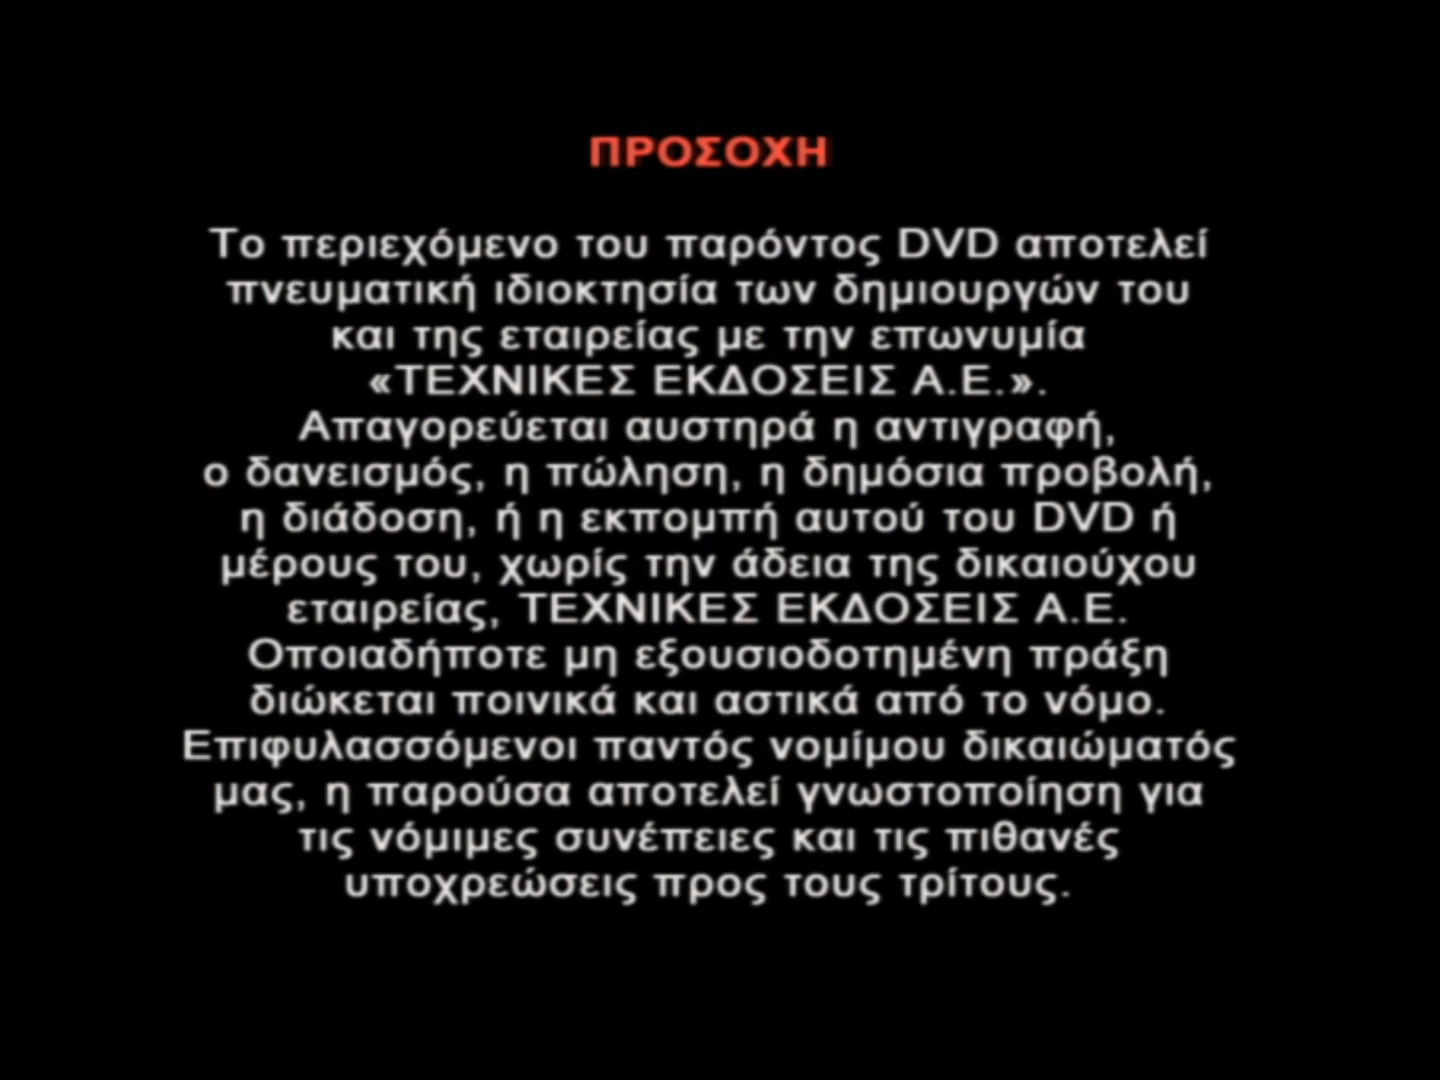 ΠΡΟΣΟΧΗ
Το περιεχόμενο του παρόντος DVD αποτελεί
πνευματική ιδιοκτησία των δημιουργών του
και της εταιρείας με την επωνυμία
«ΤΕΧΝΙΚΕΣ ΕΚΔΟΣΕΙΣ Α.Ε.».
Απαγορεύεται αυστηρά η αντιγραφή,
ο δανεισμός, η πώληση, η δημόσια προβολή,
η διάδοση, ή η εκπομπή αυτού του DVD ή
μέρους του, χωρίς την άδεια της δικαιούχου
εταιρείας, ΤΕΧΝΙΚΕΣ ΕΚΔΟΣΕΙΣ Α.Ε.
Οποιαδήποτε μη εξουσιοδοτημένη πράξη
διώκεται ποινικά και αστικά από το νόμο.
Επιφυλασσόμενοι παντός νομίμου δικαιώματός
μας, η παρούσα αποτελεί γνωστοποίηση για
τις νόμιμες συνέπειες και τις πιθανές
υποχρεώσεις προς τους τρίτους.